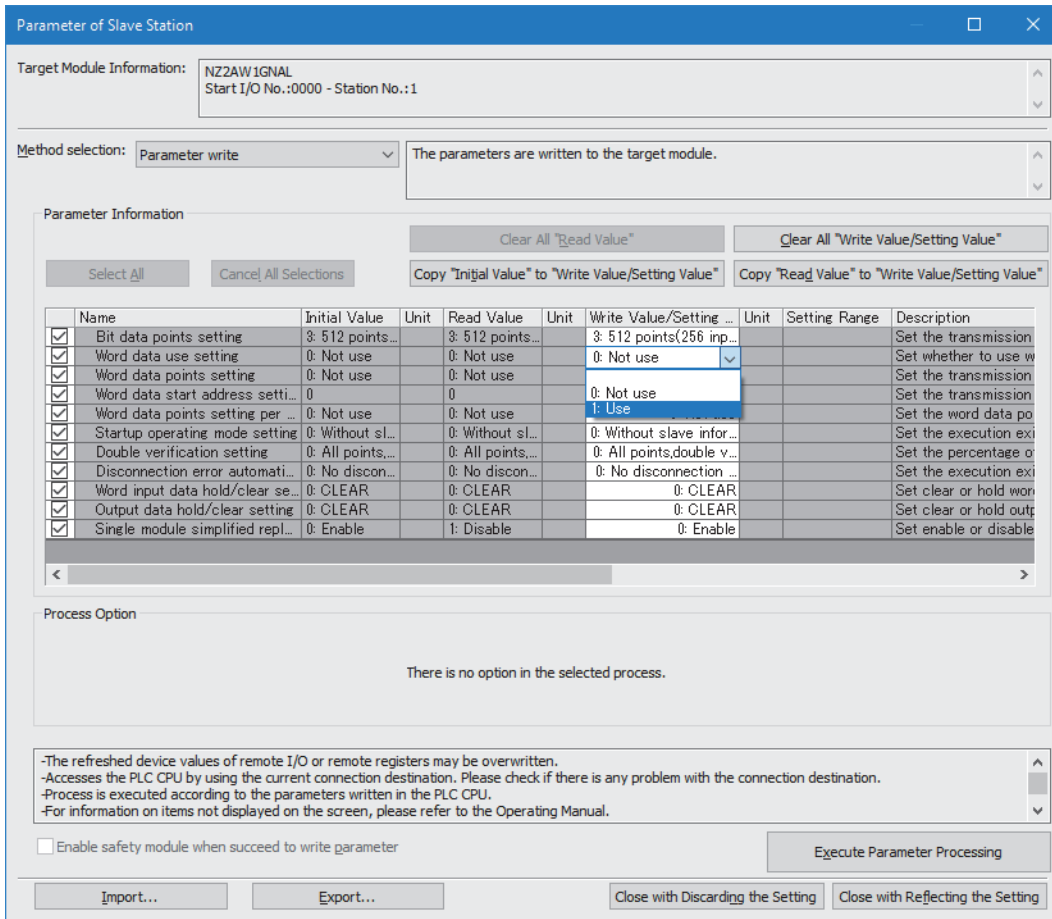 Parameter of Slave Station
Target Module Information:
NZ2AW1GNAL
Start I/O No.:0000 - Station No.:1
Method selection:
Parameter write
The parameters are written to the target module.
Parameter Information
Clear All "Read Value"
Clear All "Write Value/Setting Value"
Select All
Cancel All Selections
Copy "Initial Value" to "Write Value/Setting Value"
Copy "Read Value" to "Write Value/Setting Value"
Name Initial Value Unit Read Value Unit Write Value/Setting ... Unit Setting Range Description
Bit data points setting 3: 512 points... 3: 512 points... 3: 512 points(256 inp... Set the transmission
Word data use setting 0: Not use 0: Not use 0: Not use Set whether to use w
Word data points setting 0: Not use 0: Not use Set the transmission
Word data start address setti... 0 0 0: Not use Set the transmission
Word data points setting per ... 0: Not use 0: Not use 1: Use Set the word data po
Startup operating mode setting 0: Without sl... 0: Without sl... 0: Without slave infor... Set the execution exi
Double verification setting 0: All points,... 0: All points,... 0: All points,double v... Set the percentage o
Disconnection error automati... 0: No discon... 0: No discon... 0: No disconnection ... Set the execution exi
Word input data hold/clear se... 0: CLEAR 0: CLEAR 0: CLEAR Set clear or hold wor
Output data hold/clear setting 0: CLEAR 0: CLEAR 0: CLEAR Set clear or hold outp
Single module simplified repl... 0: Enable 1: Disable 0: Enable Set enable or disable
Process Option
There is no option in the selected process.
-The refreshed device values of remote I/O or remote registers may be overwritten.
-Accesses the PLC CPU by using the current connection destination. Please check if there is any problem with the connection destination.
-Process is executed according to the parameters written in the PLC CPU.
-For information on items not displayed on the screen, please refer to the Operating Manual.
Enable safety module when succeed to write parameter
Execute Parameter Processing
Import...
Export...
Close with Discarding the Setting
Close with Reflecting the Setting